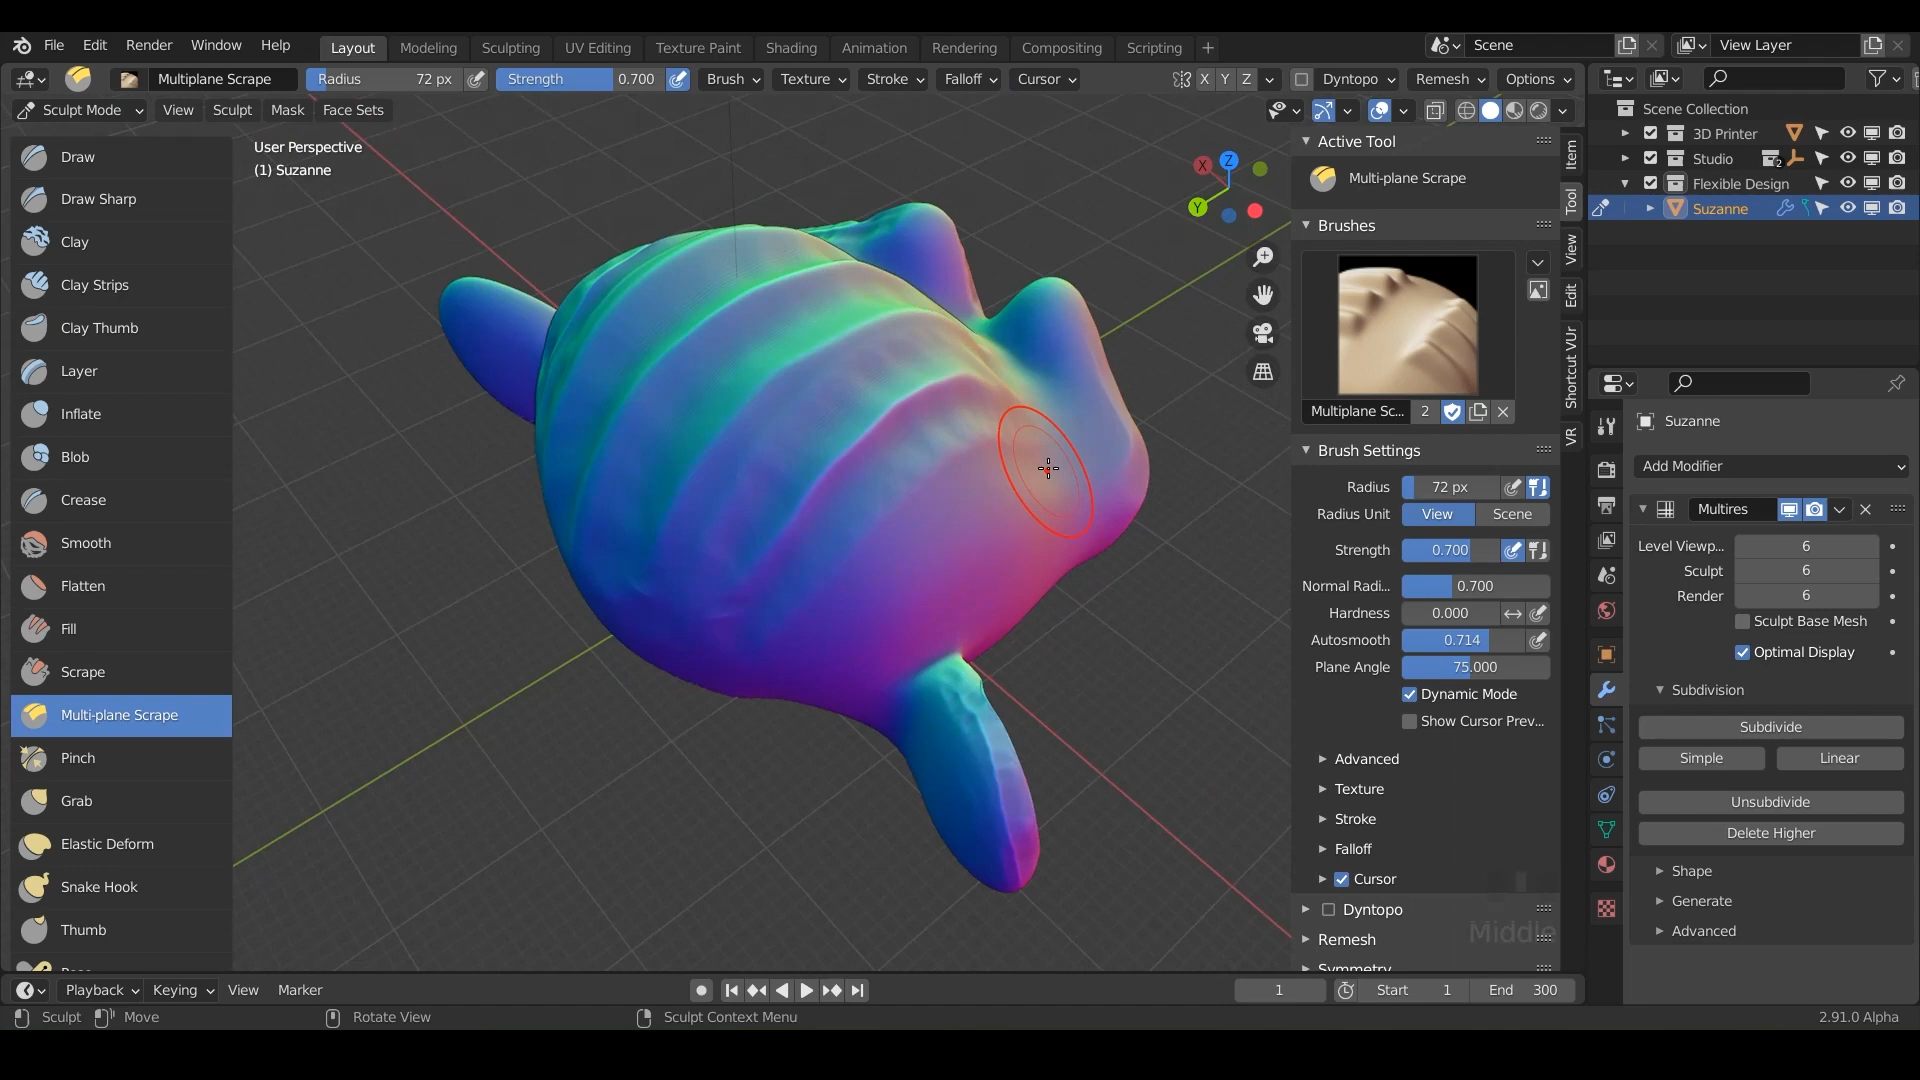 File Edit Render Window Help
Layout Modeling Sculpting UV Editing Texture Paint Shading Animation Rendering Compositing Scripting +
Scene
View Layer
Multiplane Scrape
Radius 72 px
Strength 0.700
Brush Texture Stroke Falloff Cursor
X Y Z
Dyntopo Remesh Options
Sculpt Mode View Sculpt Mask Face Sets
Draw
Draw Sharp
Clay
Clay Strips
Clay Thumb
Layer
Inflate
Blob
Crease
Smooth
Flatten
Fill
Scrape
Multi-plane Scrape
Pinch
Grab
Elastic Deform
Snake Hook
Thumb
User Perspective
(1) Suzanne
X Z
Y
Active Tool
Multi-plane Scrape
Brushes
Multiplane Sc... 2
Brush Settings
Radius 72 px
Radius Unit View Scene
Strength 0.700
Normal Radi... 0.700
Hardness 0.000
Autosmooth 0.714
Plane Angle 75.000
Dynamic Mode
Show Cursor Prev...
Advanced
Texture
Stroke
Falloff
Cursor
Dyntopo
Remesh
Symmetry
Middle
Item
Tool
View
Edit
Shortcut VUr
VR
Scene Collection
3D Printer
Studio 2
Flexible Design
Suzanne
Suzanne
Add Modifier
Multires
Level Viewp... 6
Sculpt 6
Render 6
Sculpt Base Mesh
Optimal Display
Subdivision
Subdivide
Simple Linear
Unsubdivide
Delete Higher
Shape
Generate
Advanced
Playback Keying View Marker
1
Start 1
End 300
Sculpt Move Rotate View Sculpt Context Menu
2.91.0 Alpha